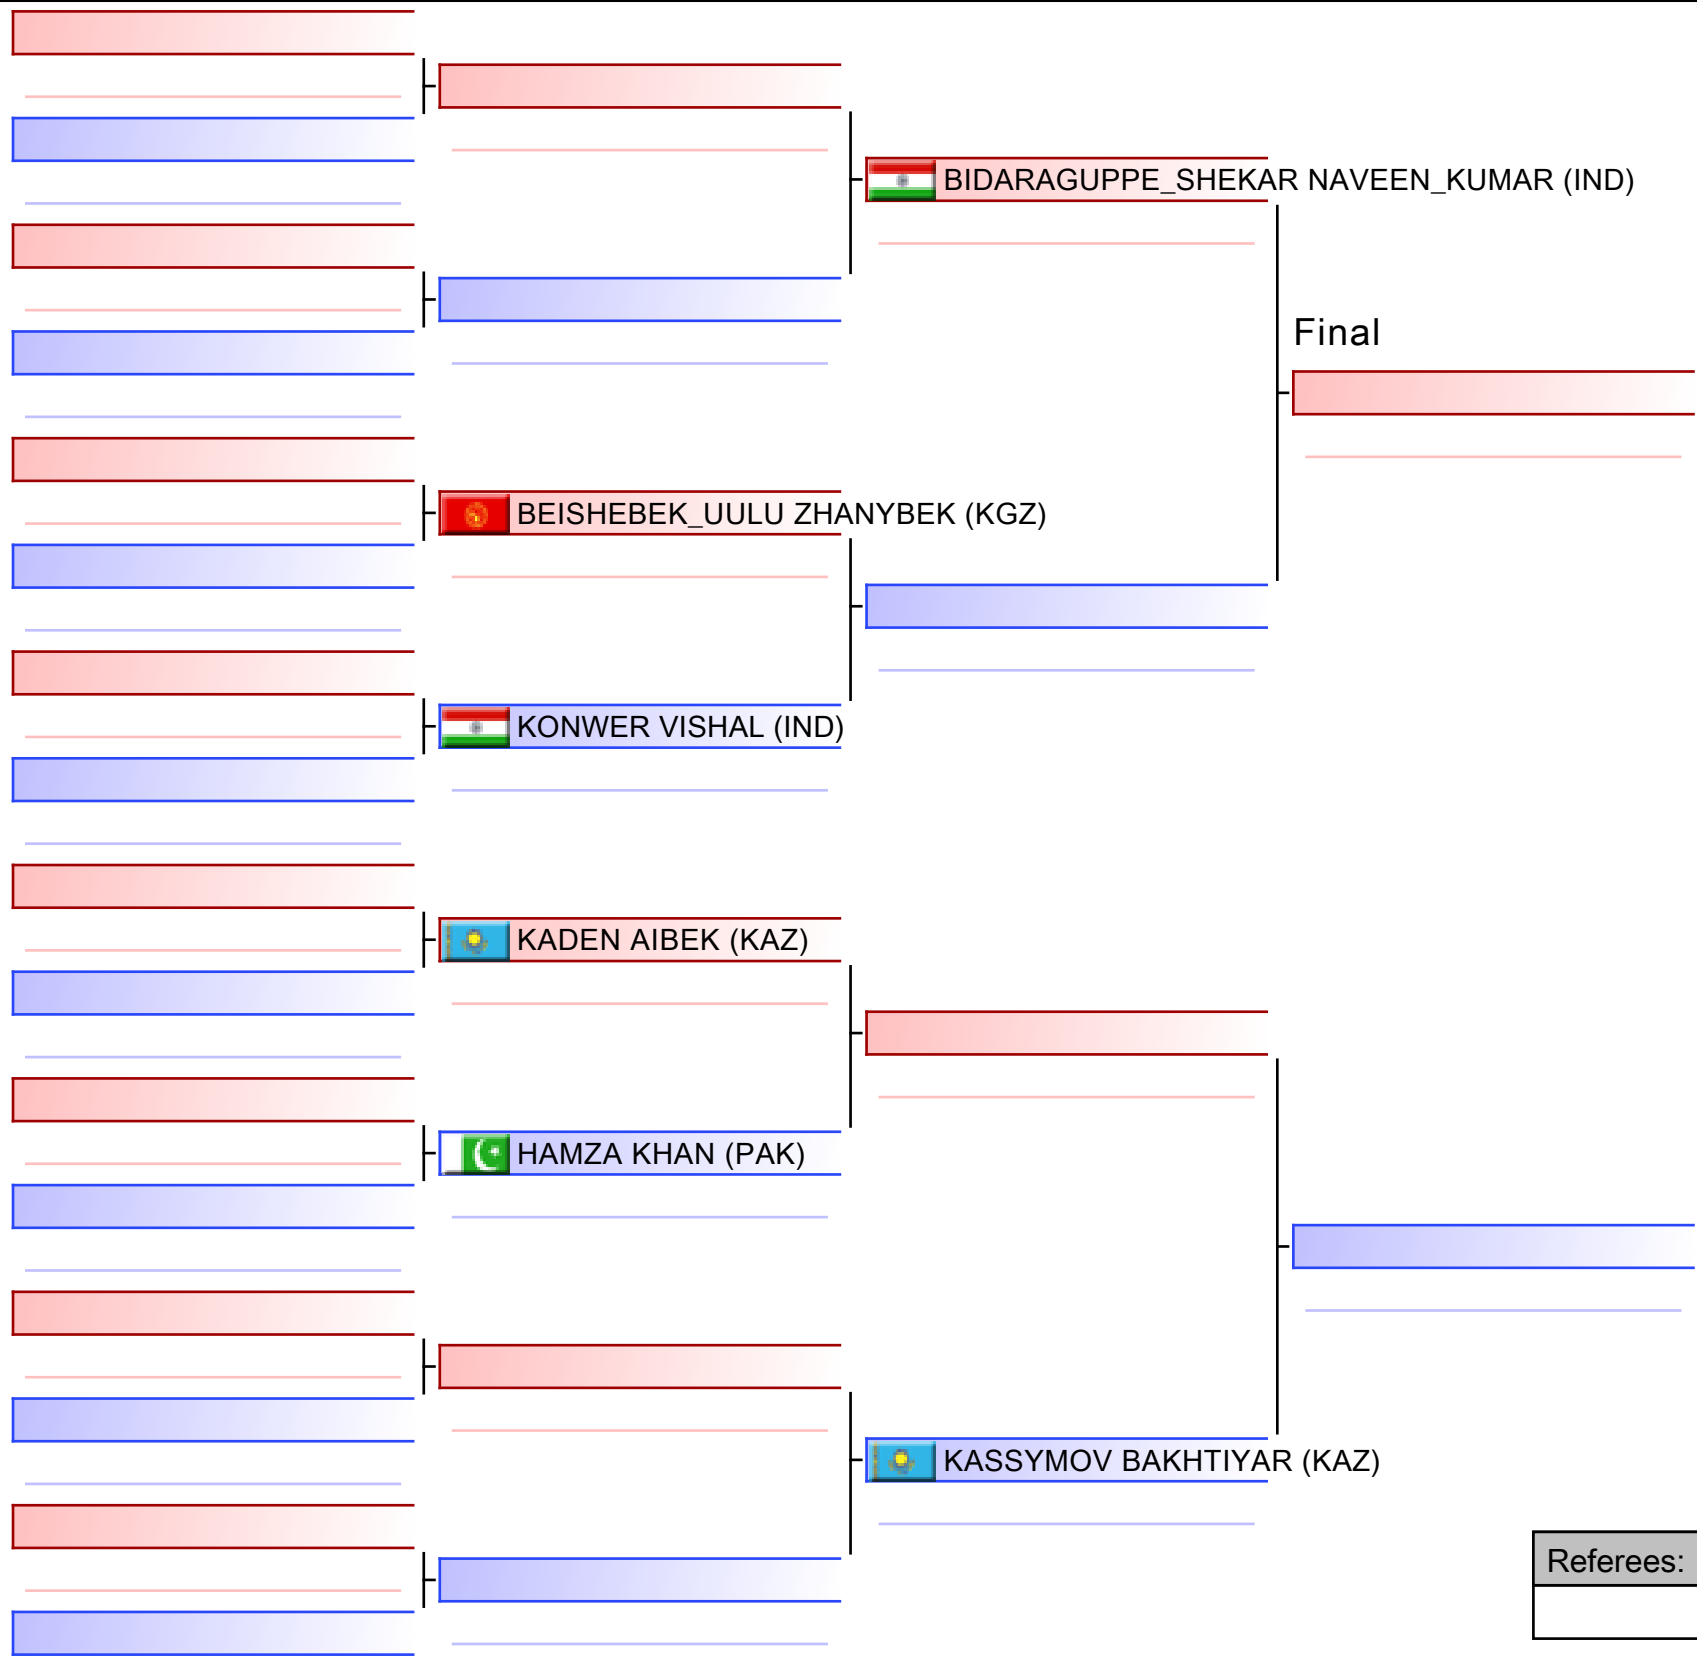 BIDARAGUPPE_SHEKAR NAVEEN_KUMAR (IND)
Final
BEISHEBEK_UULU ZHANYBEK (KGZ)
KONWER VISHAL (IND)
KADEN AIBEK (KAZ)
HAMZA KHAN (PAK)
KASSYMOV BAKHTIYAR (KAZ)
Referees: